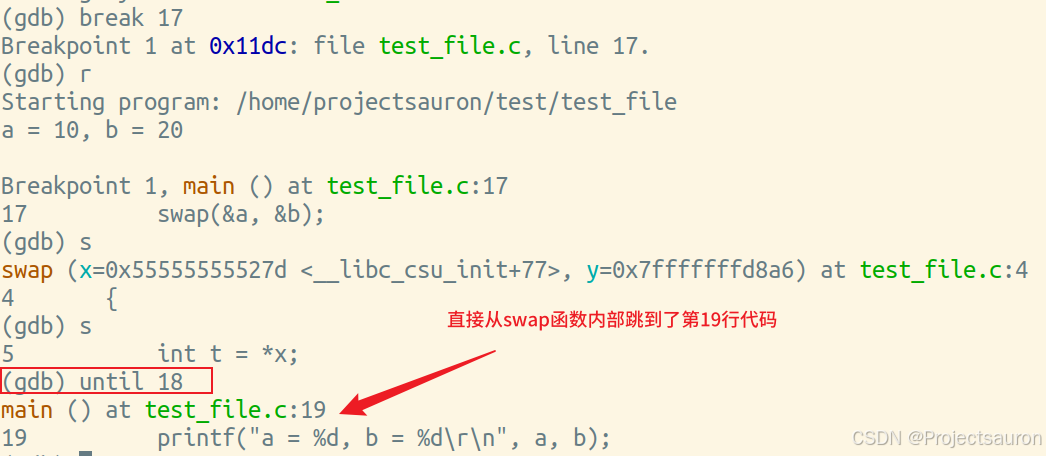 (gdb) break 17
Breakpoint 1 at 0x11dc: file test_file.c, line 17.
(gdb) r
Starting program: /home/projectsauron/test/test_file
a = 10, b = 20
Breakpoint 1, main () at test_file.c:17
17 swap(&a, &b);
(gdb) s
swap (x=0x55555555527d <__libc_csu_init+77>, y=0x7fffffffd8a6) at test_file.c:4
4 {
(gdb) s
直接从swap函数内部跳到了第19行代码
5 int t = *x;
(gdb) until 18
main () at test_file.c:19
19 printf("a = %d, b = %d\r\n", a, b);
CSDN @Projectsauron